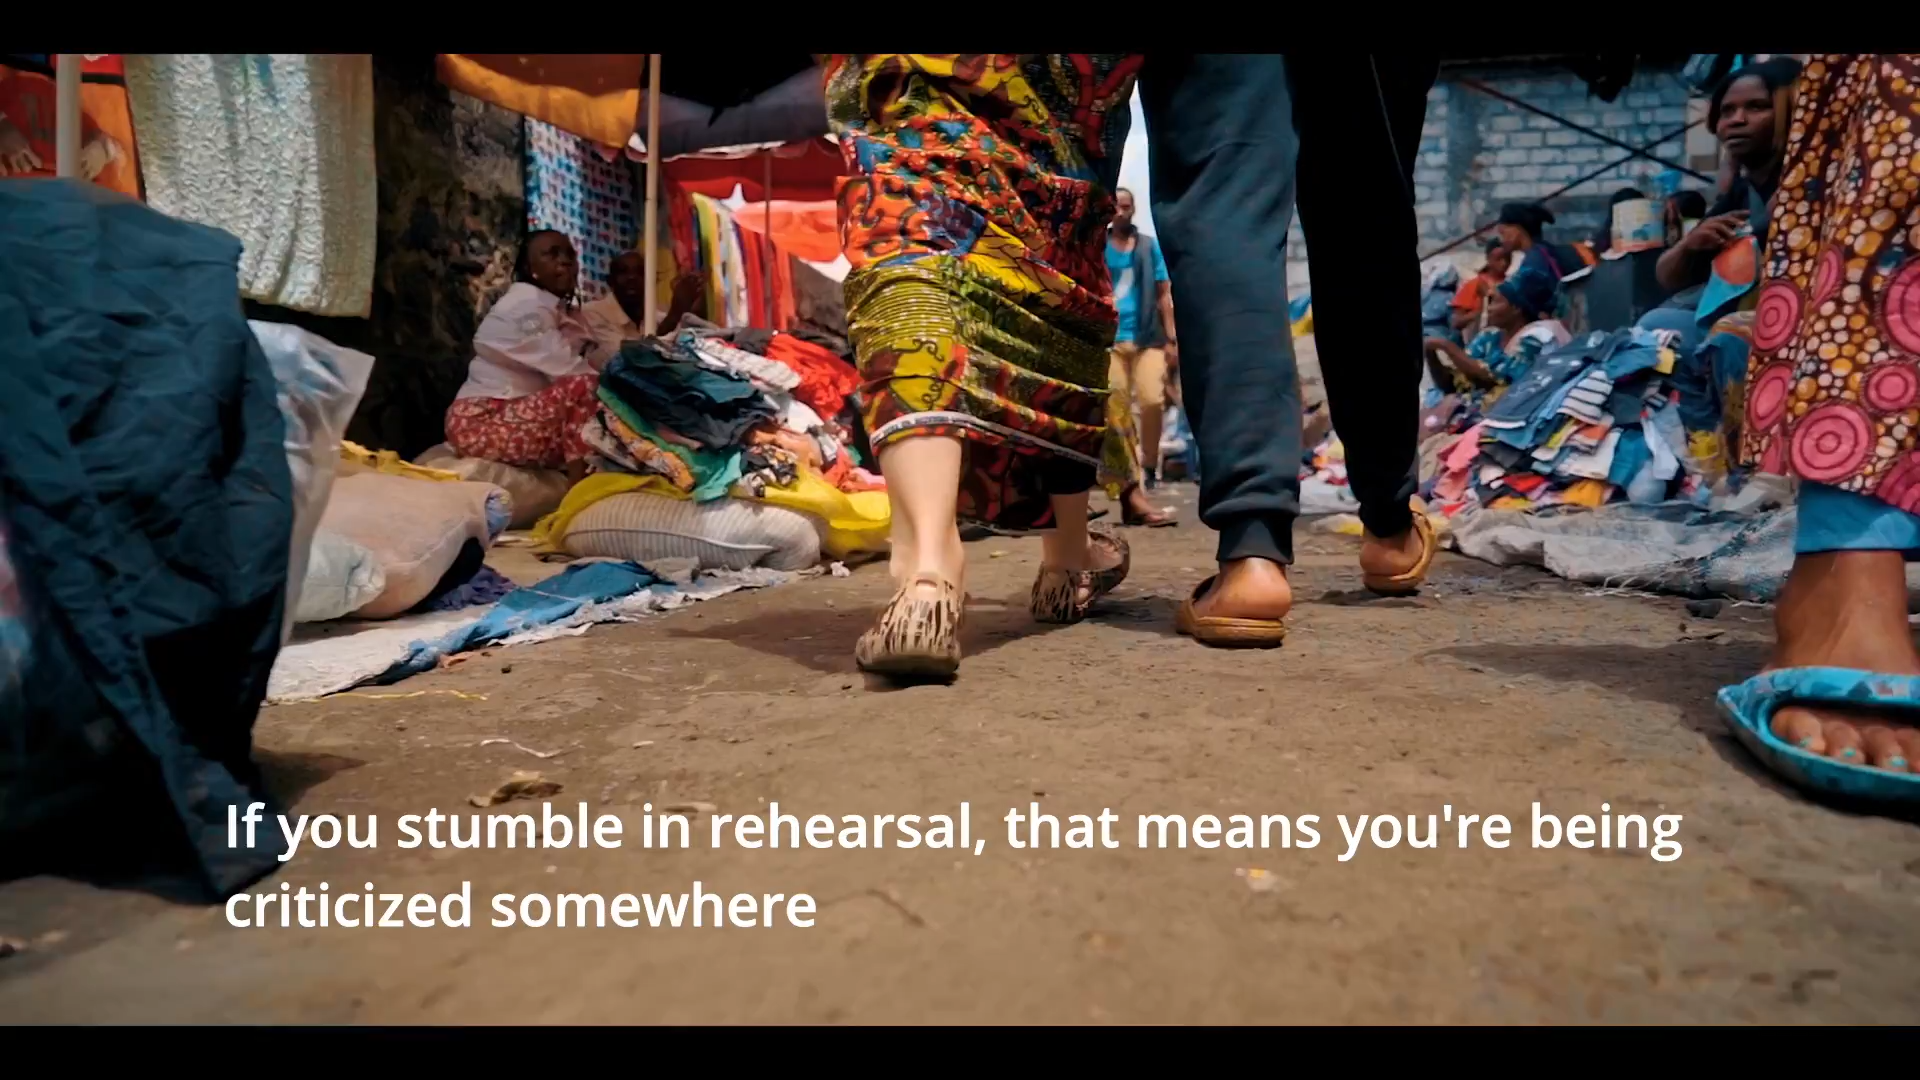 If you stumble in rehearsal, that means you're being
criticized somewhere